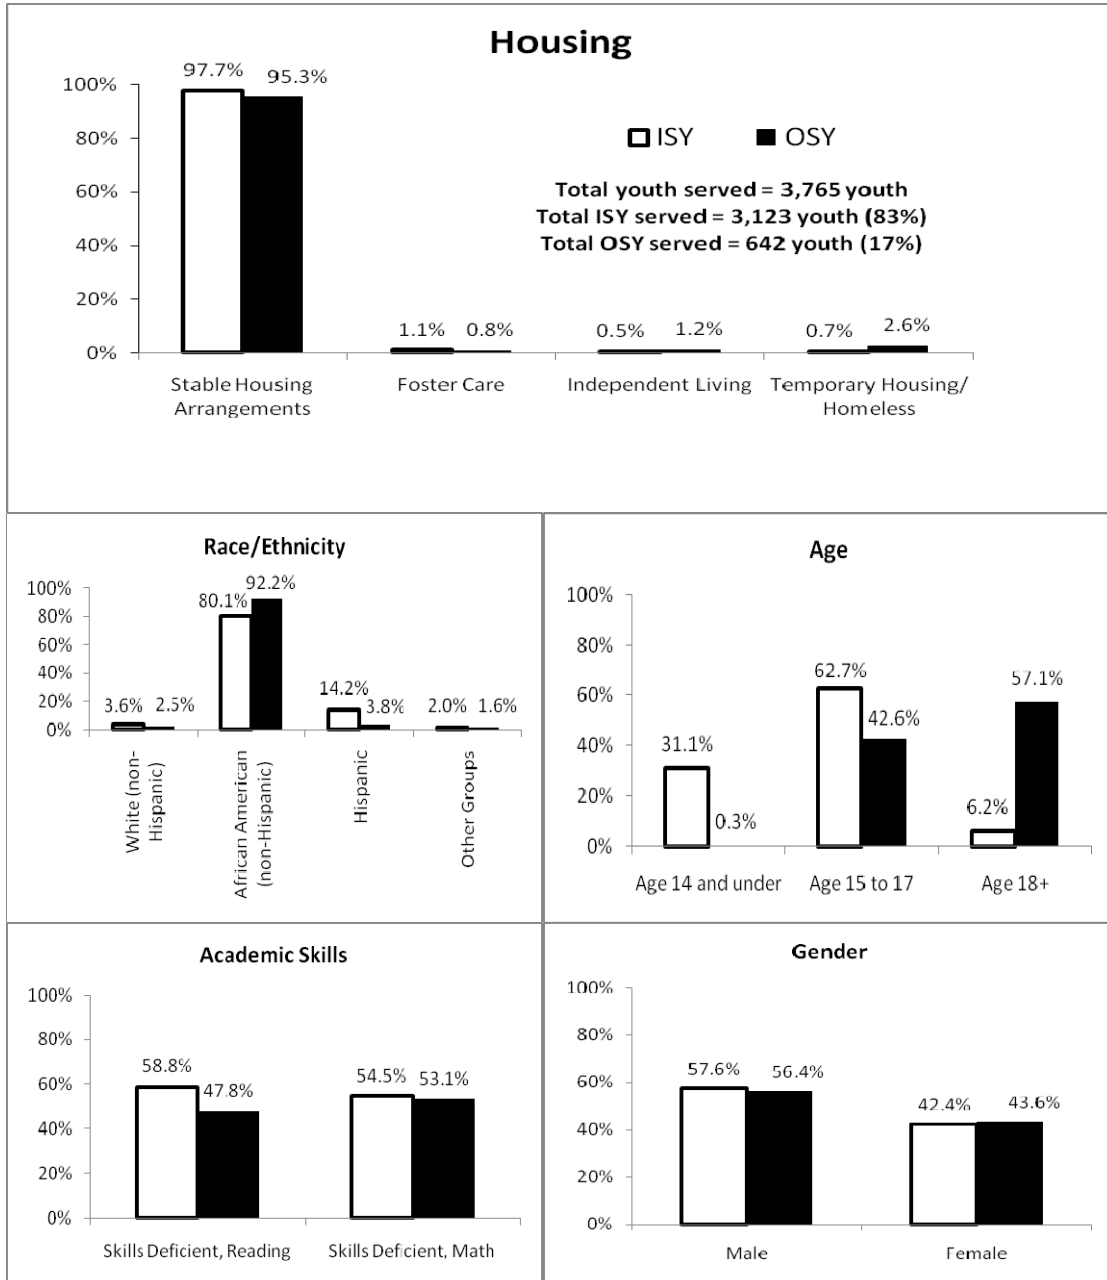 Housing
97.7%
95.3%
100%
80%
60%
40%
20%
0%
ISY
OSY
Total youth served = 3,765 youth
Total ISY served = 3,123 youth (83%)
Total OSY served = 642 youth (17%)
1.1%
0.8%
0.5%
1.2%
0.7%
2.6%
Stable Housing
Arrangements
Foster Care
Independent Living
Temporary Housing/
Homeless
Race/Ethnicity
100%
80%
60%
40%
20%
0%
3.6%
2.5%
80.1%
92.2%
14.2%
3.8%
2.0%
1.6%
White (non-
Hispanic)
African American
(non-Hispanic)
Hispanic
Other Groups
Age
100%
80%
60%
40%
20%
0%
31.1%
0.3%
62.7%
42.6%
6.2%
57.1%
Age 14 and under
Age 15 to 17
Age 18+
Academic Skills
100%
80%
60%
40%
20%
0%
58.8%
47.8%
54.5%
53.1%
Skills Deficient, Reading
Skills Deficient, Math
Gender
100%
80%
60%
40%
20%
0%
57.6%
56.4%
42.4%
43.6%
Male
Female